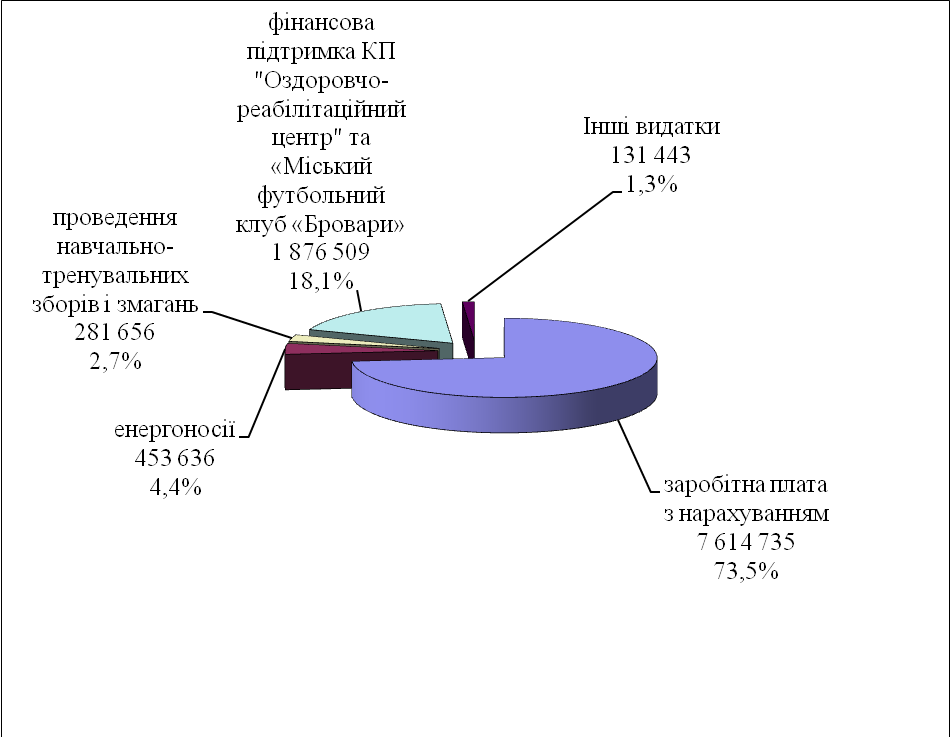 фінансова
підтримка КП
"Оздоровчо-
реабілітаційний
центр" та
«Міський
футбольний
клуб «Бровари»
1 876 509
18,1%
Інші видатки
131 443
1,3%
проведення
навчально-
тренувальних
зборів і змагань
281 656
2,7%
енергоносії
453 636
4,4%
заробітна плата
з нарахуванням
7 614 735
73,5%